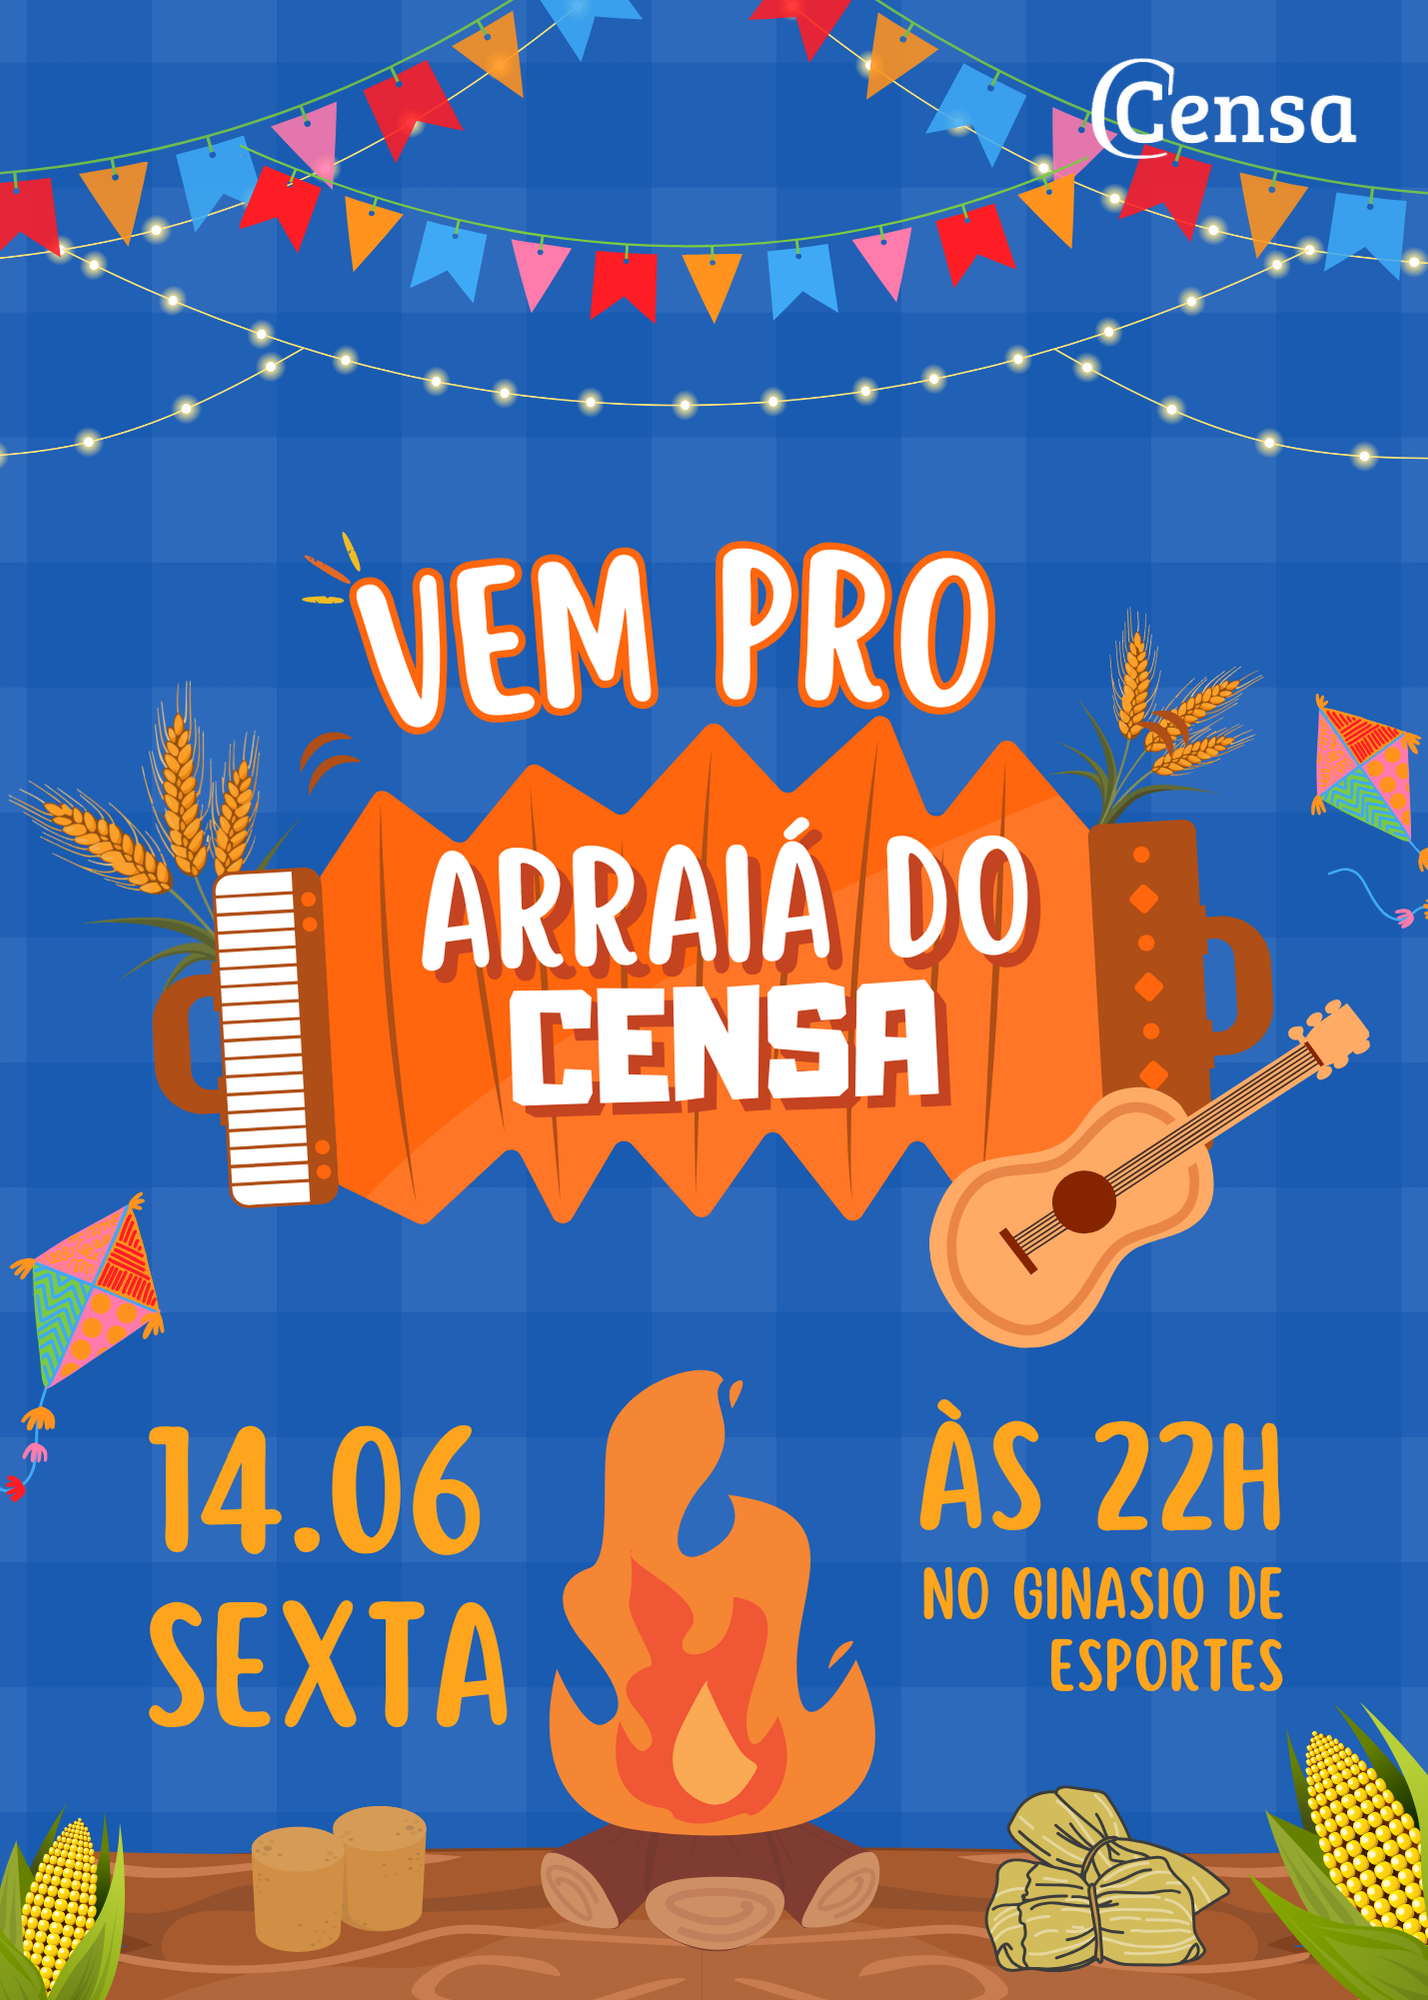 Censa
VEM PRO
ARRAIÁ DO
CENSA
14.06
SEXTA
ÀS 22H
NO GINASIO DE
ESPORTES